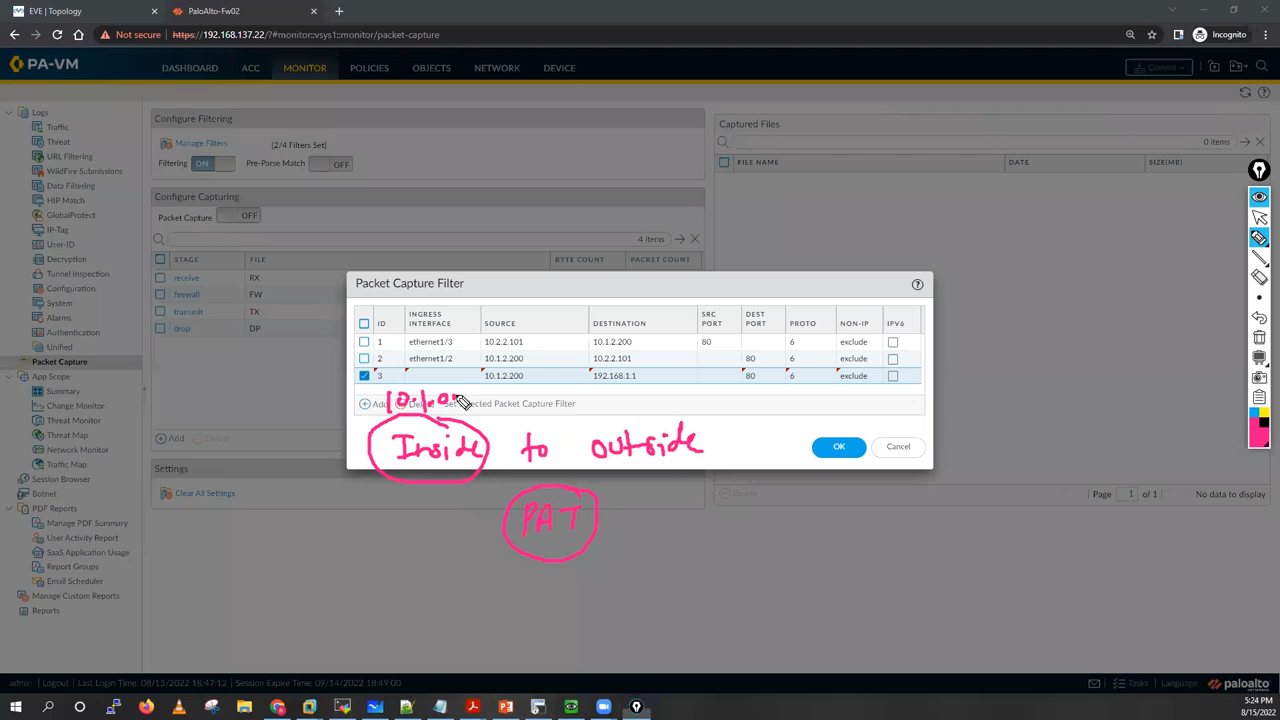 EVE | Topology
PaloAlto-Fw02
Not secure
https://192.168.137.22/?#monitor::vsys1::monitor/packet-capture
Incognito
PA-VM
DASHBOARD
ACC
MONITOR
POLICIES
OBJECTS
NETWORK
DEVICE
Commit
Logs
Traffic
Threat
URL Filtering
WildFire Submissions
Data Filtering
HIP Match
GlobalProtect
IP-Tag
User-ID
Decryption
Tunnel Inspection
Configuration
System
Alarms
Authentication
Unified
Packet Capture
App Scope
Summary
Change Monitor
Threat Monitor
Threat Map
Network Monitor
Traffic Map
Session Browser
Botnet
PDF Reports
Manage PDF Summary
User Activity Report
SaaS Application Usage
Report Groups
Email Scheduler
Manage Custom Reports
Reports
Configure Filtering
Manage Filters [2/4 Filters Set]
Filtering ON Pre-Parse Match OFF
Configure Capturing
Packet Capture OFF
4 items
STAGE FILE BYTE COUNT PACKET COUNT
receive RX
firewall FW
transmit TX
drop DP
Add Delete
Settings
Clear All Settings
Captured Files
0 items
FILE NAME DATE SIZE(MB)
Delete
Page 1 of 1 No data to display
Packet Capture Filter
ID INGRESS INTERFACE SOURCE DESTINATION SRC PORT DEST PORT PROTO NON-IP IPV6
1 ethernet1/3 10.2.2.101 10.1.2.200 80 6 exclude
2 ethernet1/2 10.1.2.200 10.2.2.101 80 6 exclude
3 10.1.2.200 192.168.1.1 80 6 exclude
Add Delete Set Selected Packet Capture Filter
Inside to outside
OK
Cancel
PAT
admin | Logout | Last Login Time: 08/15/2022 18:47:12 | Session Expire Time: 09/14/2022 18:49:00
Tasks | Language
paloalto
NETWORKS
5:24 PM
8/15/2022